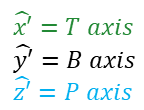 x̂' = T axis
ŷ' = B axis
ẑ' = P axis